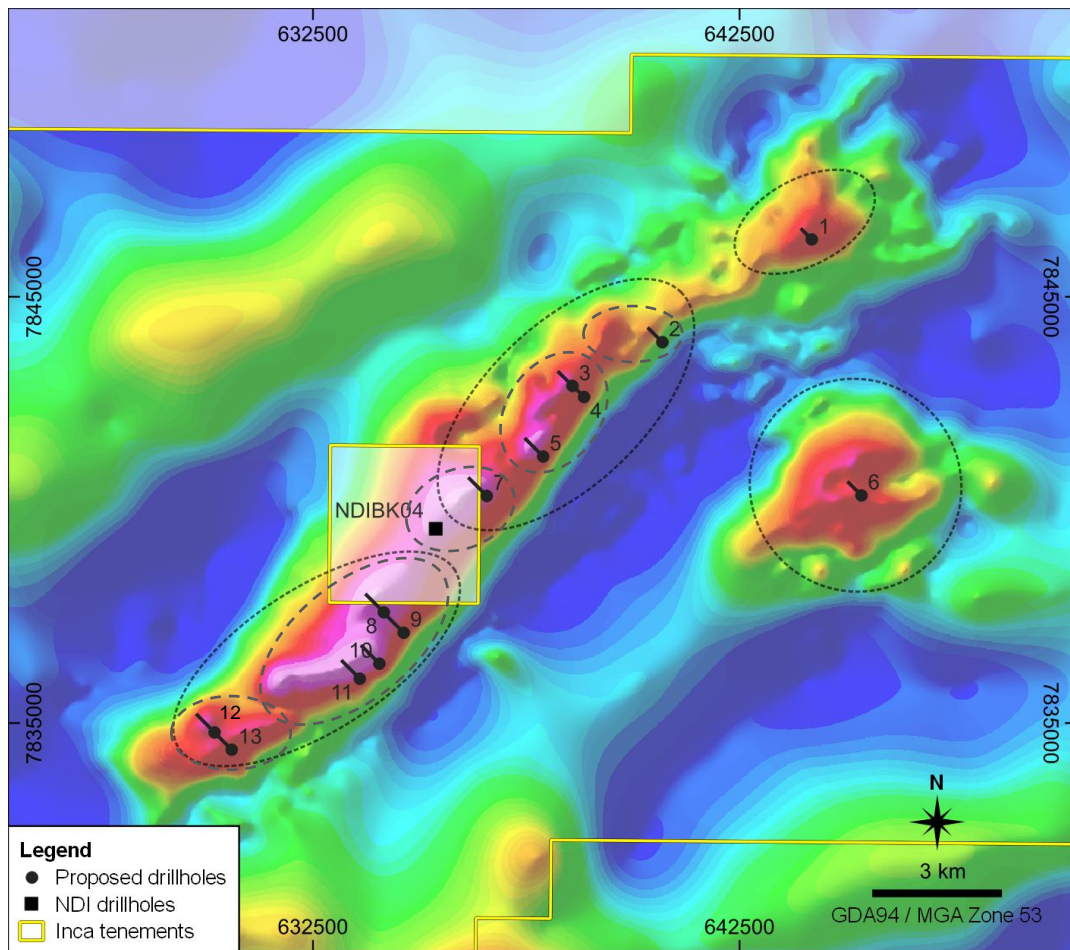 632500
642500
1
7845000
7845000
2
3
4
5
6
7
NDIBK04
8
9
10
11
12
13
7835000
7835000
N
3 km
GDA94 / MGA Zone 53
Legend
Proposed drillholes
NDI drillholes
Inca tenements
632500
642500